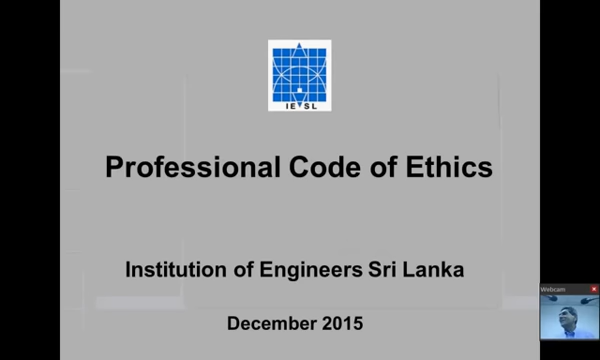 IESL
Professional Code of Ethics
Institution of Engineers Sri Lanka
December 2015
Webcam